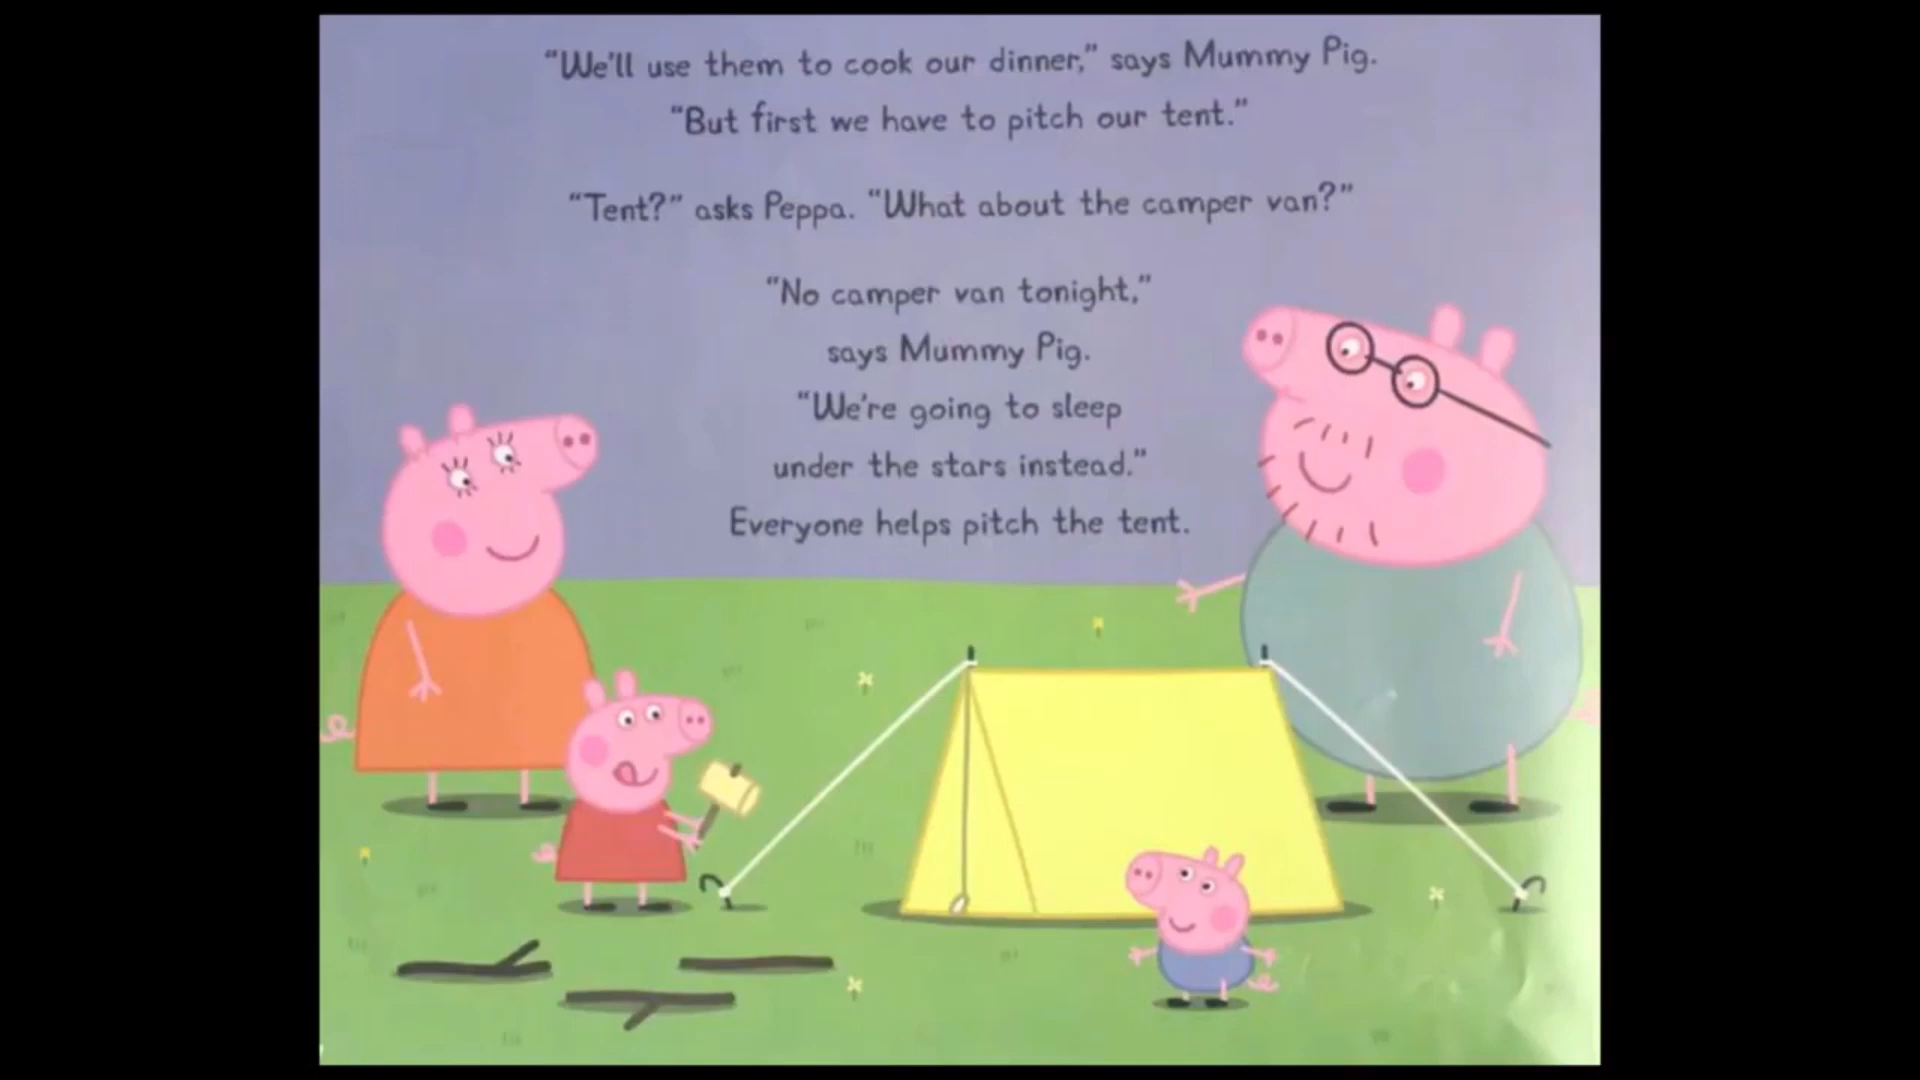 “We’ll use them to cook our dinner,” says Mummy Pig.
“But first we have to pitch our tent.”
“Tent?” asks Peppa. “What about the camper van?”
“No camper van tonight,”
says Mummy Pig.
“We’re going to sleep
under the stars instead.”
Everyone helps pitch the tent.